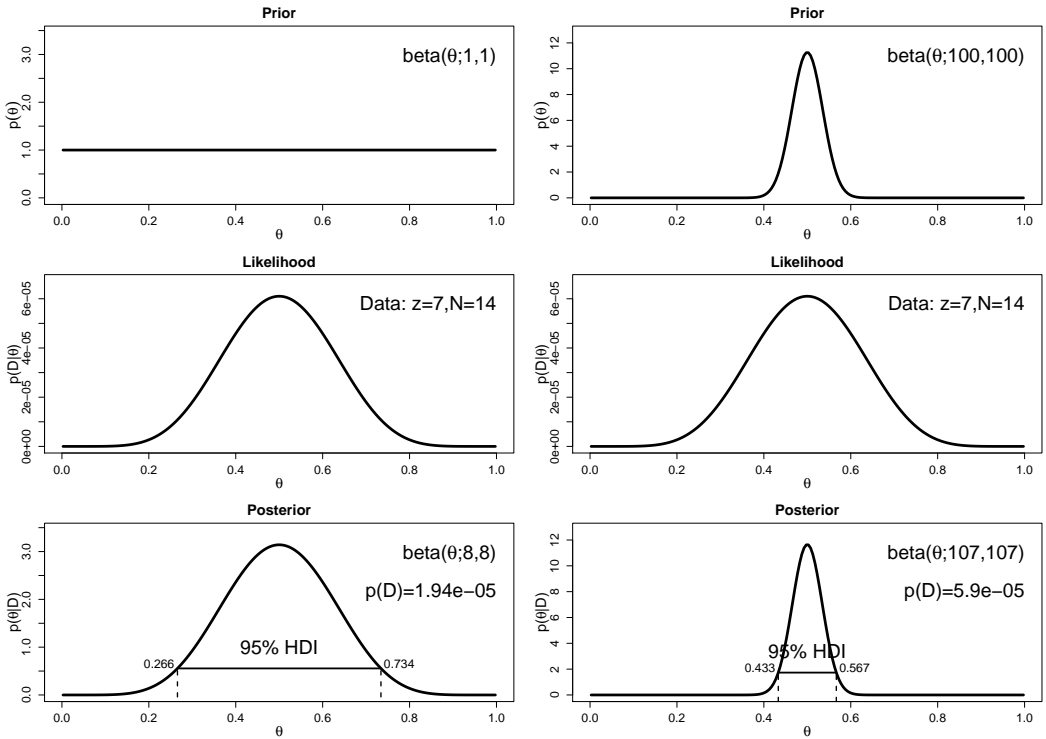 Prior
beta(θ;1,1)
p(θ)
0.0 1.0 2.0 3.0
0.0 0.2 0.4 0.6 0.8 1.0
θ
Prior
beta(θ;100,100)
p(θ)
0 2 4 6 8 10 12
0.0 0.2 0.4 0.6 0.8 1.0
θ
Likelihood
Data: z=7,N=14
p(D|θ)
0e+00 2e−05 4e−05 6e−05
0.0 0.2 0.4 0.6 0.8 1.0
θ
Likelihood
Data: z=7,N=14
p(D|θ)
0e+00 2e−05 4e−05 6e−05
0.0 0.2 0.4 0.6 0.8 1.0
θ
Posterior
beta(θ;8,8)
p(D)=1.94e−05
95% HDI
0.266 0.734
p(θ|D)
0.0 1.0 2.0 3.0
0.0 0.2 0.4 0.6 0.8 1.0
θ
Posterior
beta(θ;107,107)
p(D)=5.9e−05
95% HDI
0.433 0.567
p(θ|D)
0 2 4 6 8 10 12
0.0 0.2 0.4 0.6 0.8 1.0
θ